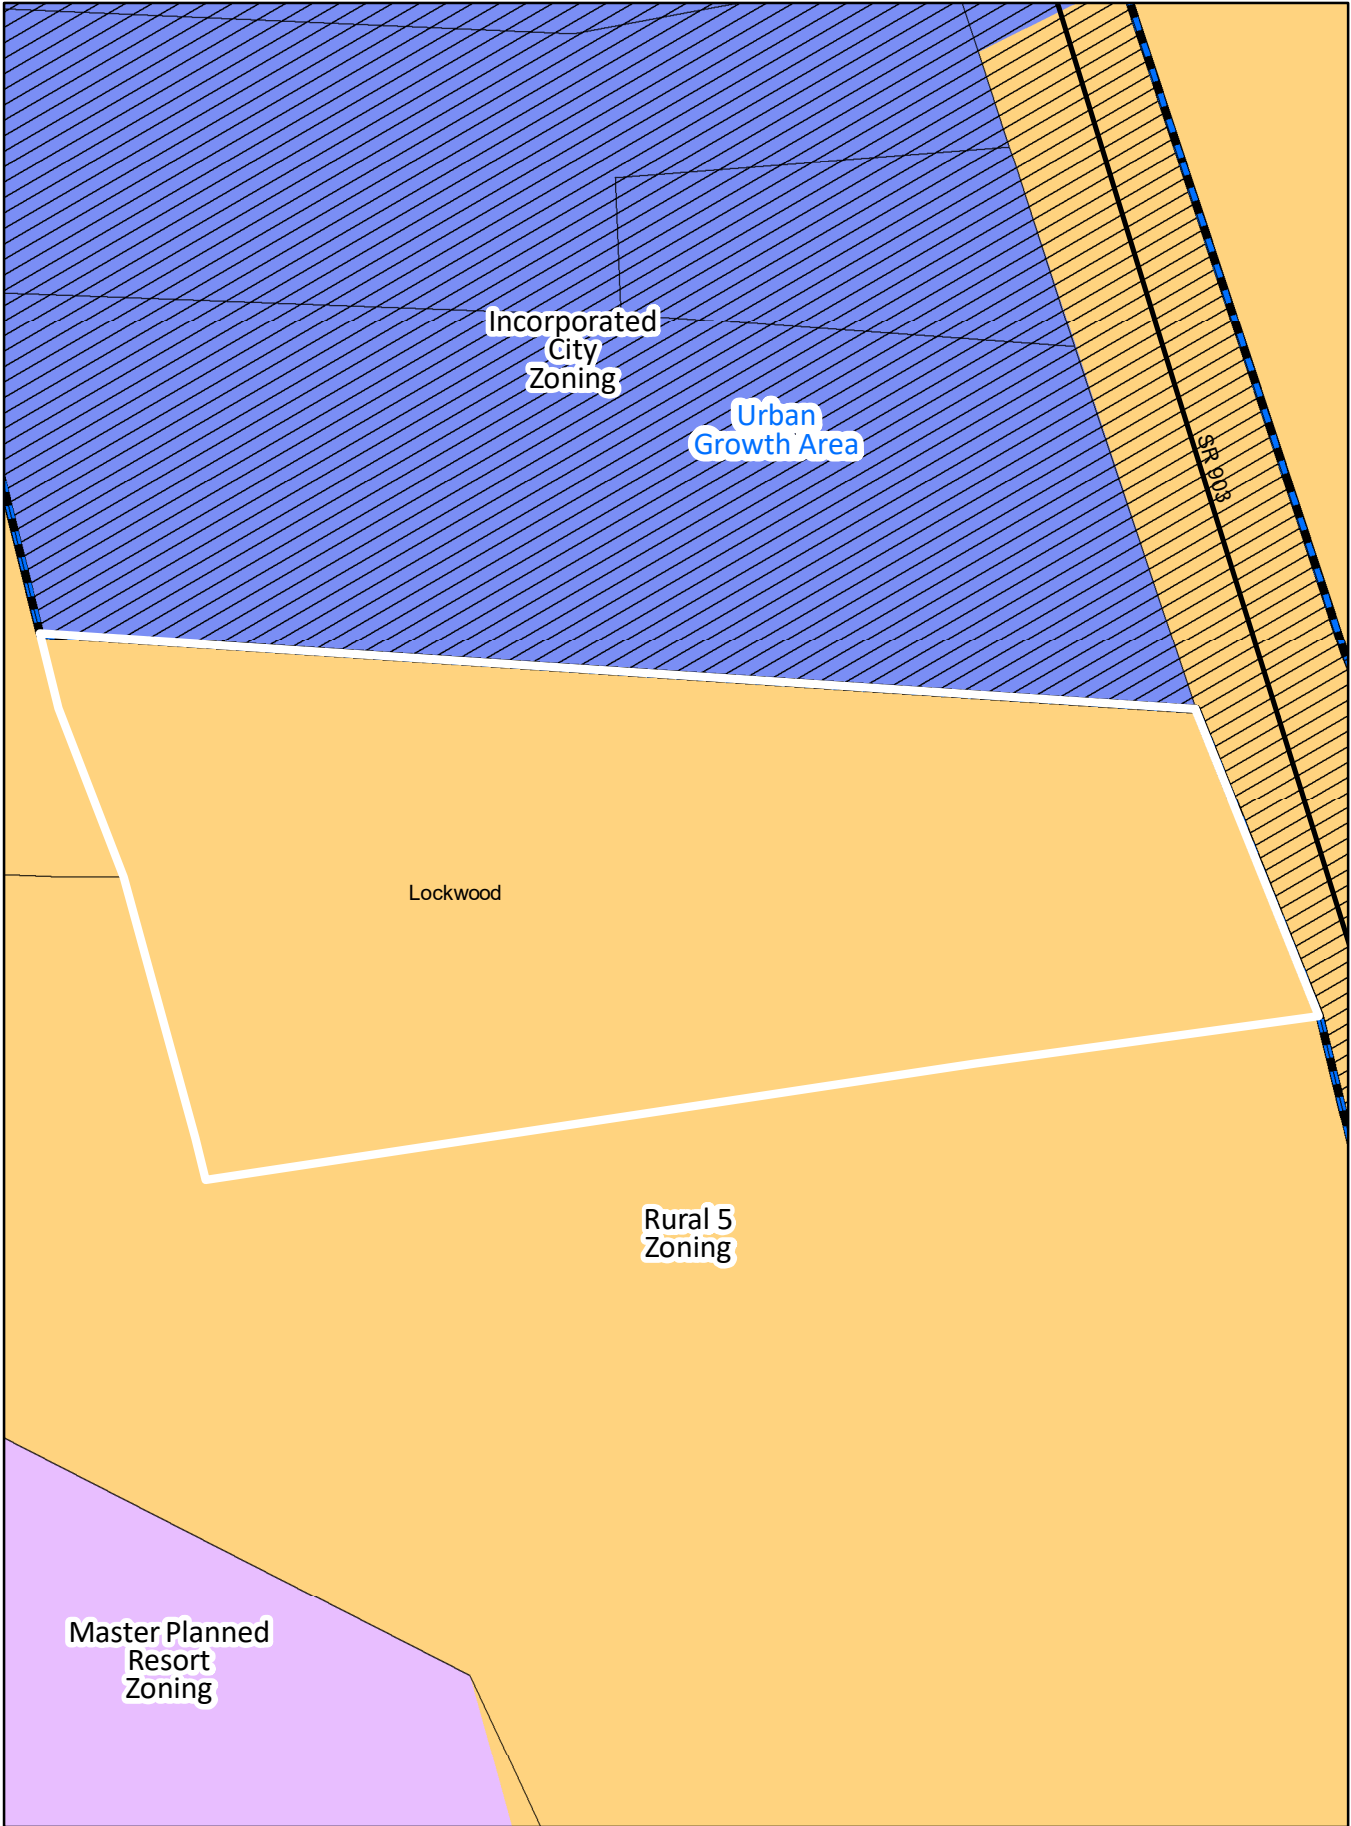 Incorporated
City
Zoning
Urban
Growth Area
SR 903
Lockwood
Rural 5
Zoning
Master Planned
Resort
Zoning